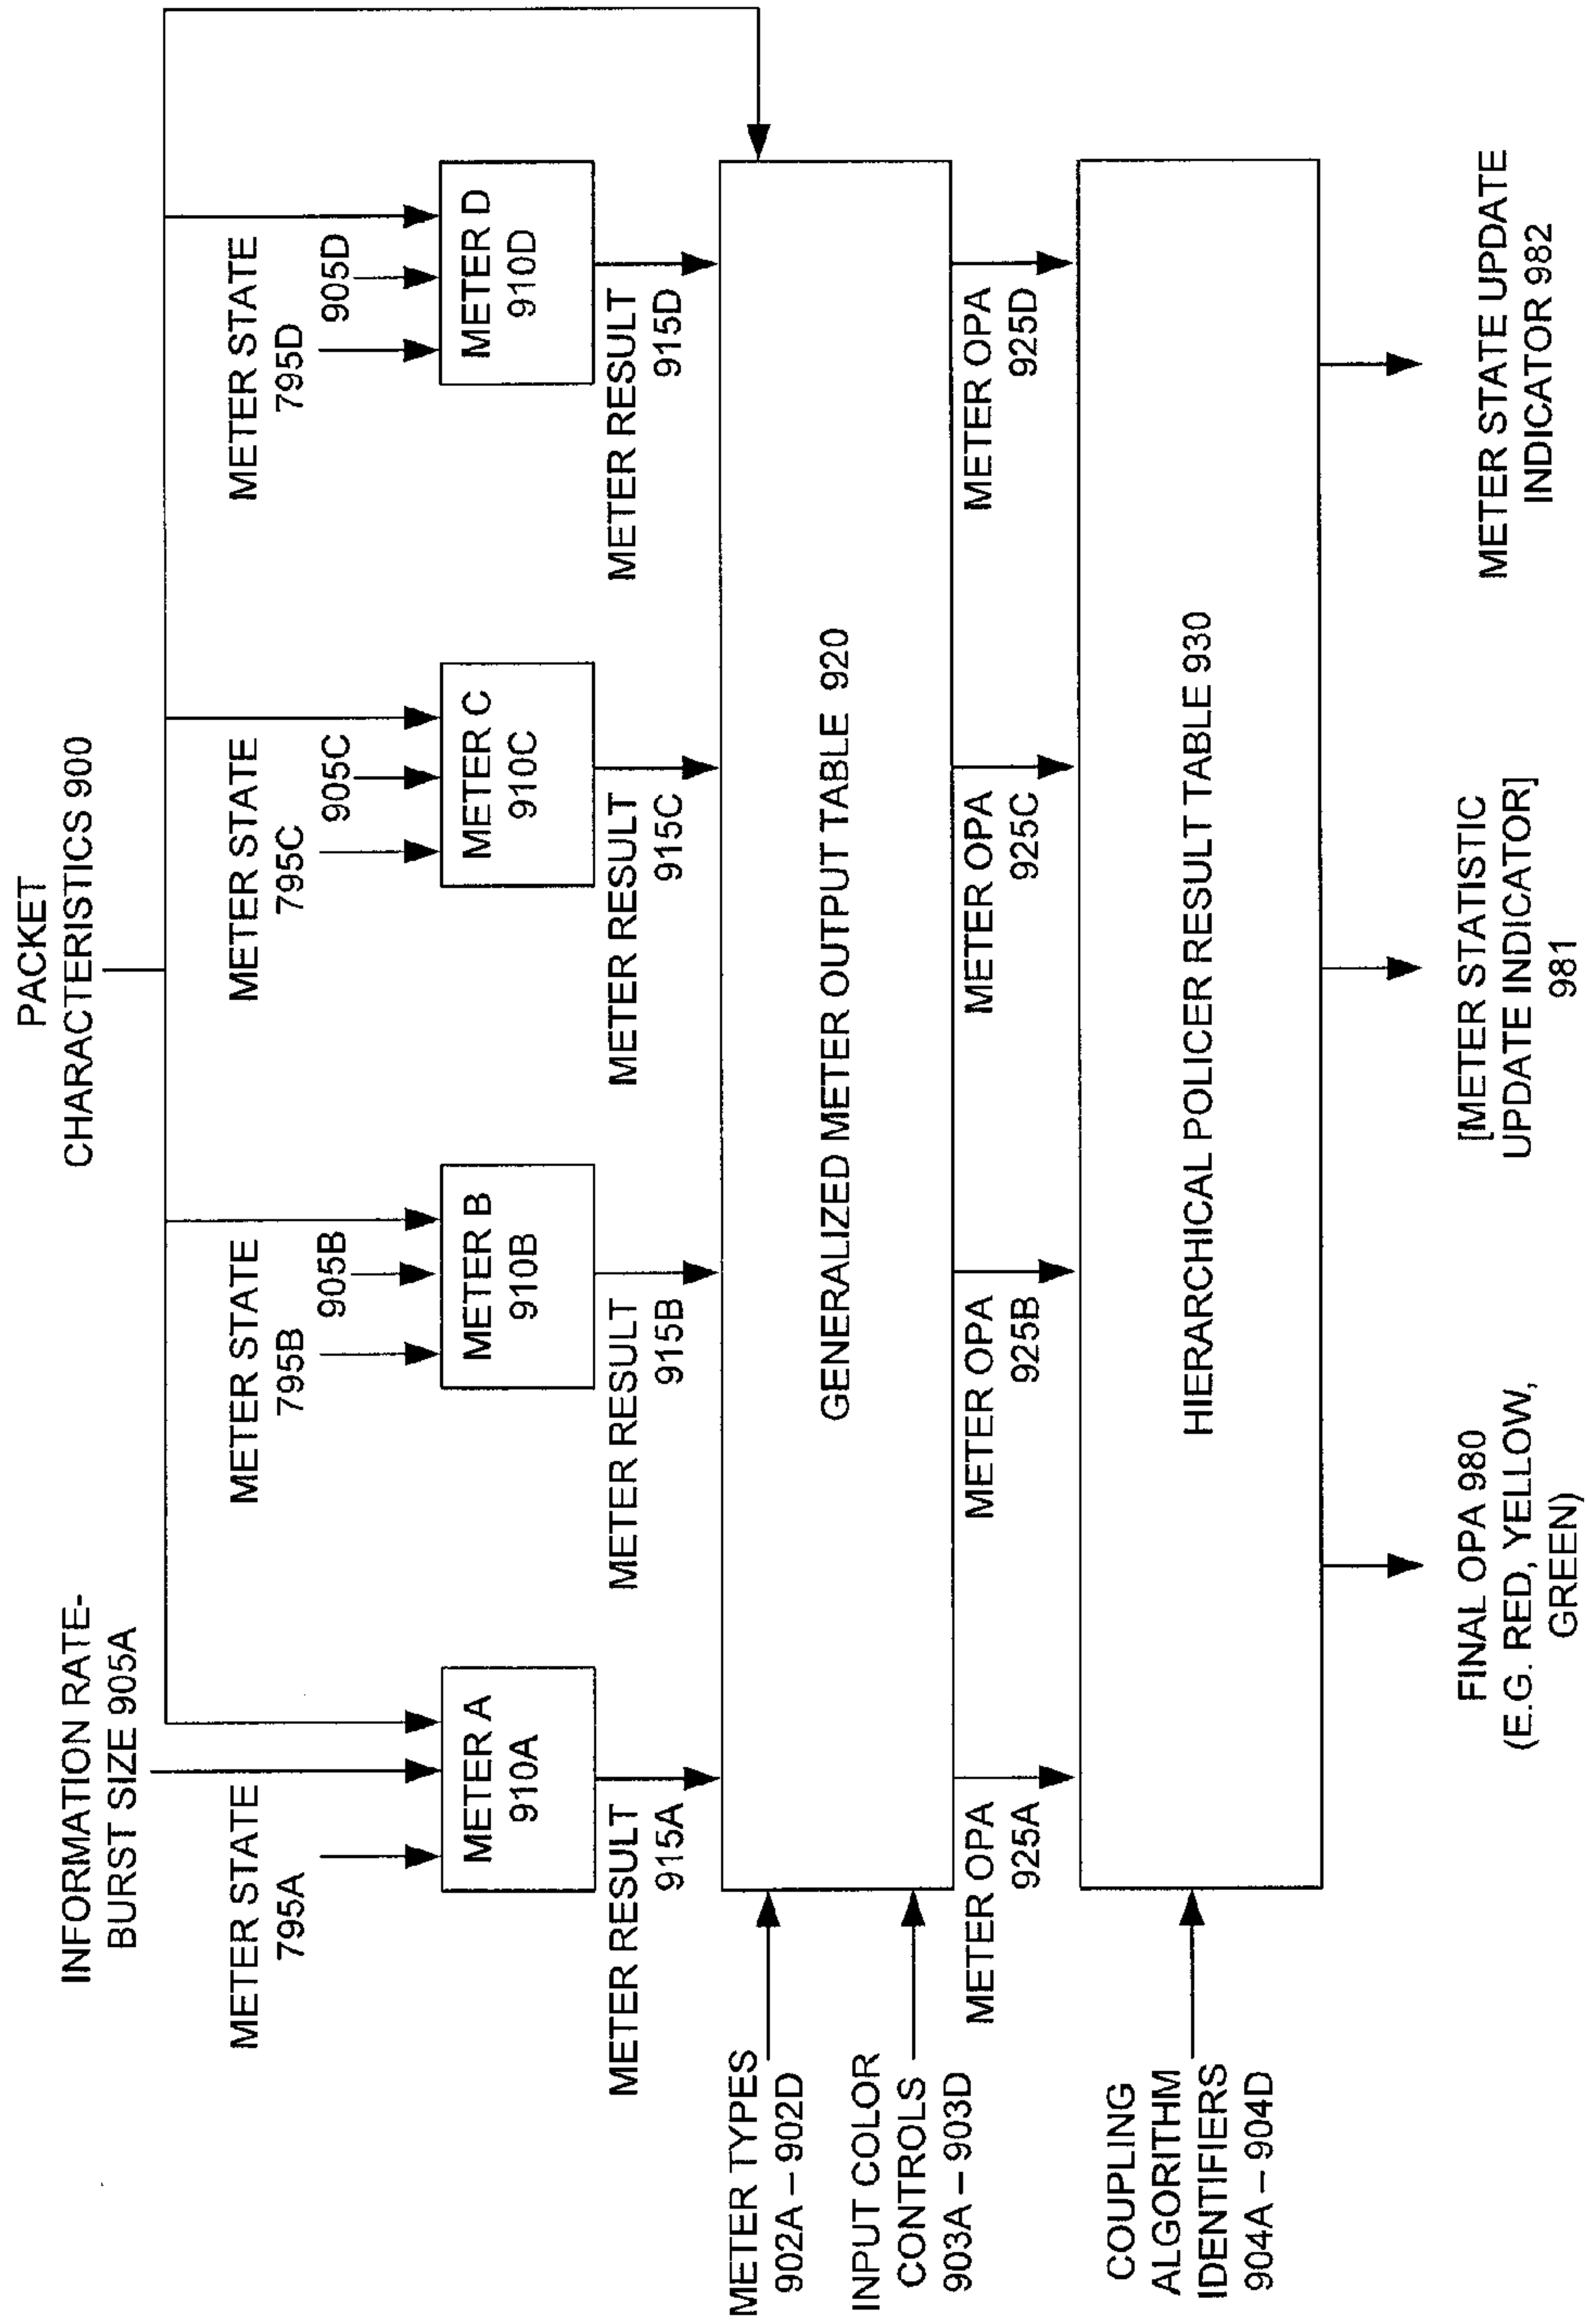 PACKET
CHARACTERISTICS 900
INFORMATION RATE-
BURST SIZE 905A
METER STATE
795A
METER STATE
795B
905B
METER STATE
795C
905C
METER STATE
795D
905D
METER A
910A
METER B
910B
METER C
910C
METER D
910D
METER RESULT
915A
METER RESULT
915B
METER RESULT
915C
METER RESULT
915D
METER TYPES
902A – 902D
INPUT COLOR
CONTROLS
903A – 903D
GENERALIZED METER OUTPUT TABLE 920
METER OPA
925A
METER OPA
925B
METER OPA
925C
METER OPA
925D
COUPLING
ALGORITHM
IDENTIFIERS
904A – 904D
HIERARCHICAL POLICER RESULT TABLE 930
FINAL OPA 980
(E.G. RED, YELLOW,
GREEN)
[METER STATISTIC
UPDATE INDICATOR]
981
METER STATE UPDATE
INDICATOR 982